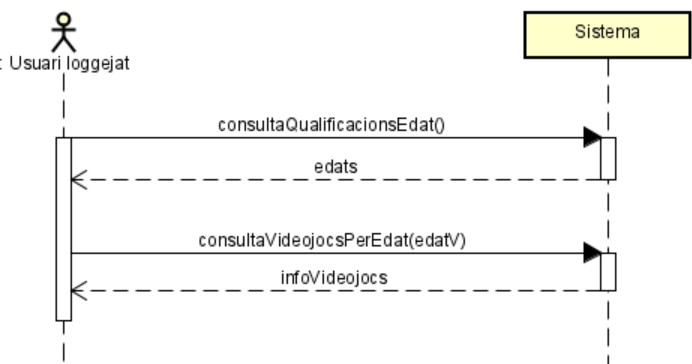 Sistema
: Usuari loggejat
consultaQualificacionsEdat()
edats
consultaVideojocsPerEdat(edatV)
infoVideojocs